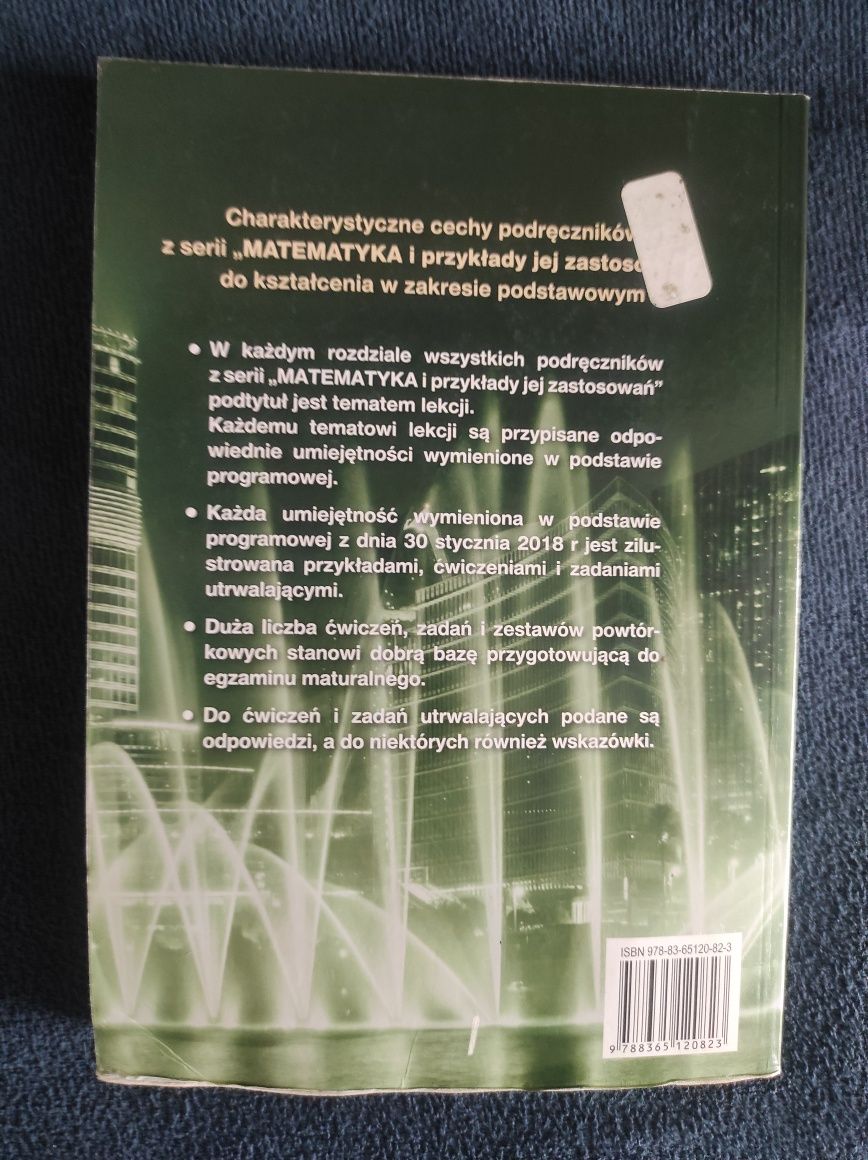 Charakterystyczne cechy podręczników
z serii „MATEMATYKA i przykłady jej
do kształcenia w zakresie podstawowym
• W każdym rozdziale wszystkich podręczników
z serii „MATEMATYKA i przykłady jej zastosowań”
podtytuł jest tematem lekcji.
Każdemu tematowi lekcji są przypisane odpo-
wiednie umiejętności wymienione w podstawie
programowej.
• Każda umiejętność wymieniona w podstawie
programowej z dnia 30 stycznia 2018 r jest zilu-
strowana przykładami, ćwiczeniami i zadaniami
utrwalającymi.
• Duża liczba ćwiczeń, zadań i zestawów powtór-
kowych stanowi dobrą bazę przygotowującą do
egzaminu maturalnego.
• Do ćwiczeń i zadań utrwalających podane są
odpowiedzi, a do niektórych również wskazówki.
ISBN 978-83-65120-82-3
9 788365 120823